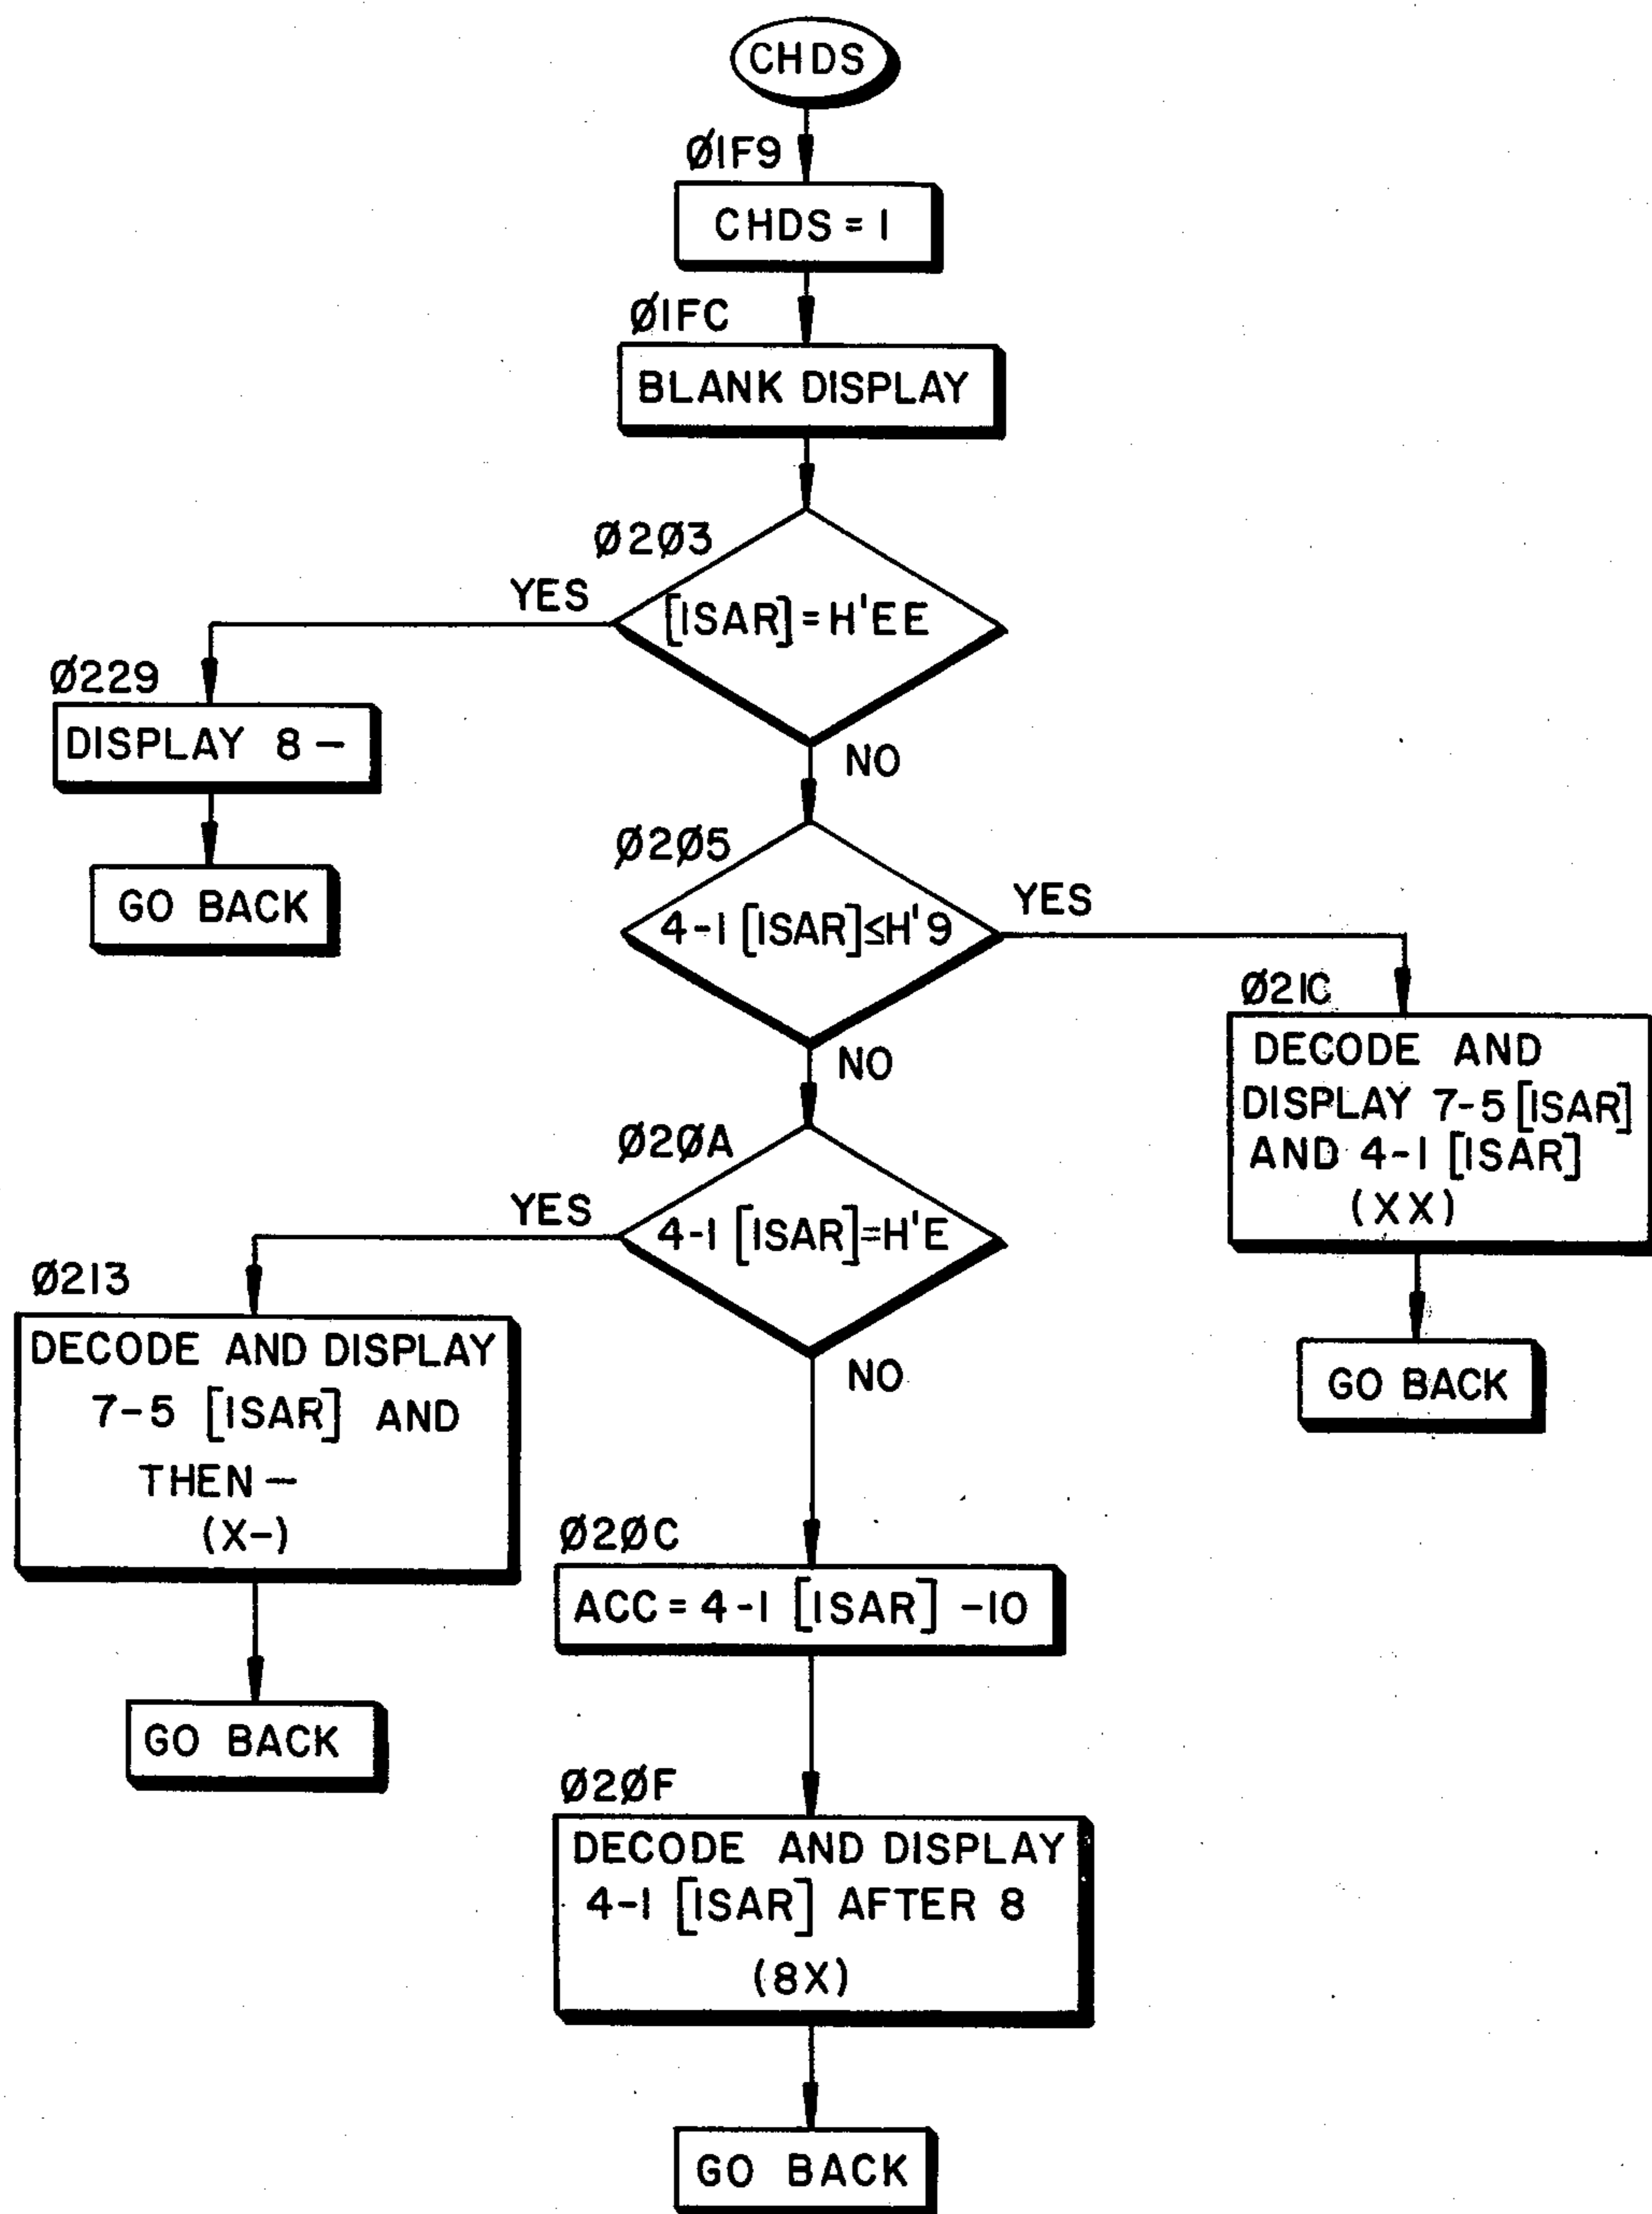 CHDS
Ø1F9
CHDS = 1
Ø1FC
BLANK DISPLAY
Ø2Ø3
[ISAR] = H'EE
YES
NO
Ø229
DISPLAY 8 –
GO BACK
Ø2Ø5
4-1 [ISAR] ≤ H'9
YES
NO
Ø21C
DECODE AND
DISPLAY 7-5 [ISAR]
AND 4-1 [ISAR]
(XX)
GO BACK
Ø2ØA
4-1 [ISAR] = H'E
YES
NO
Ø213
DECODE AND DISPLAY
7-5 [ISAR] AND
THEN –
(X–)
GO BACK
Ø2ØC
ACC = 4-1 [ISAR] -10
Ø2ØF
DECODE AND DISPLAY
4-1 [ISAR] AFTER 8
(8X)
GO BACK